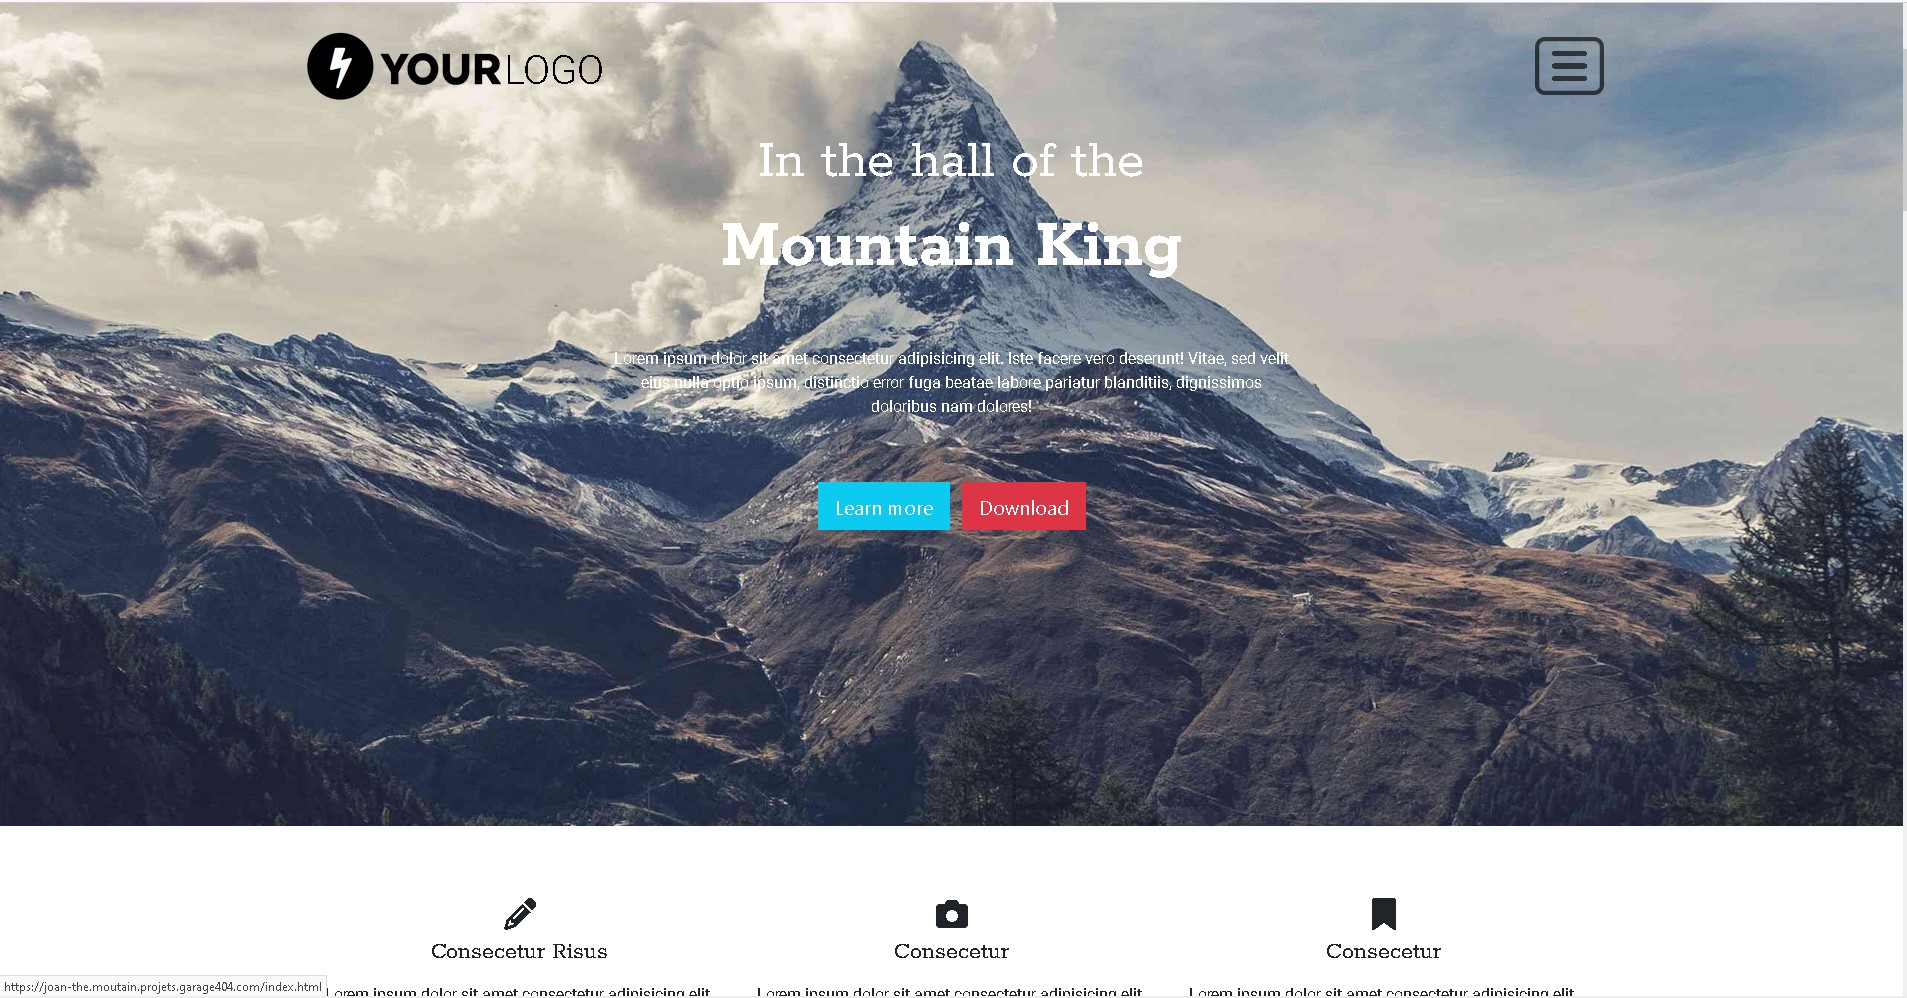 YOURLOGO
In the hall of the
Mountain King
Lorem ipsum dolor sit amet consectetur adipisicing elit. Iste facere vero deserunt! Vitae, sed velit
eius nulla optio ipsum, distinctio error fuga beatae labore pariatur blanditiis, dignissimos
doloribus nam dolores!
Learn more
Download
Consecetur Risus
Consecetur
Consecetur
Lorem ipsum dolor sit amet consectetur adipisicing elit.
Lorem ipsum dolor sit amet consectetur adipisicing elit.
Lorem ipsum dolor sit amet consectetur adipisicing elit.
https://joan-the.moutain.projets.garage404.com/index.html